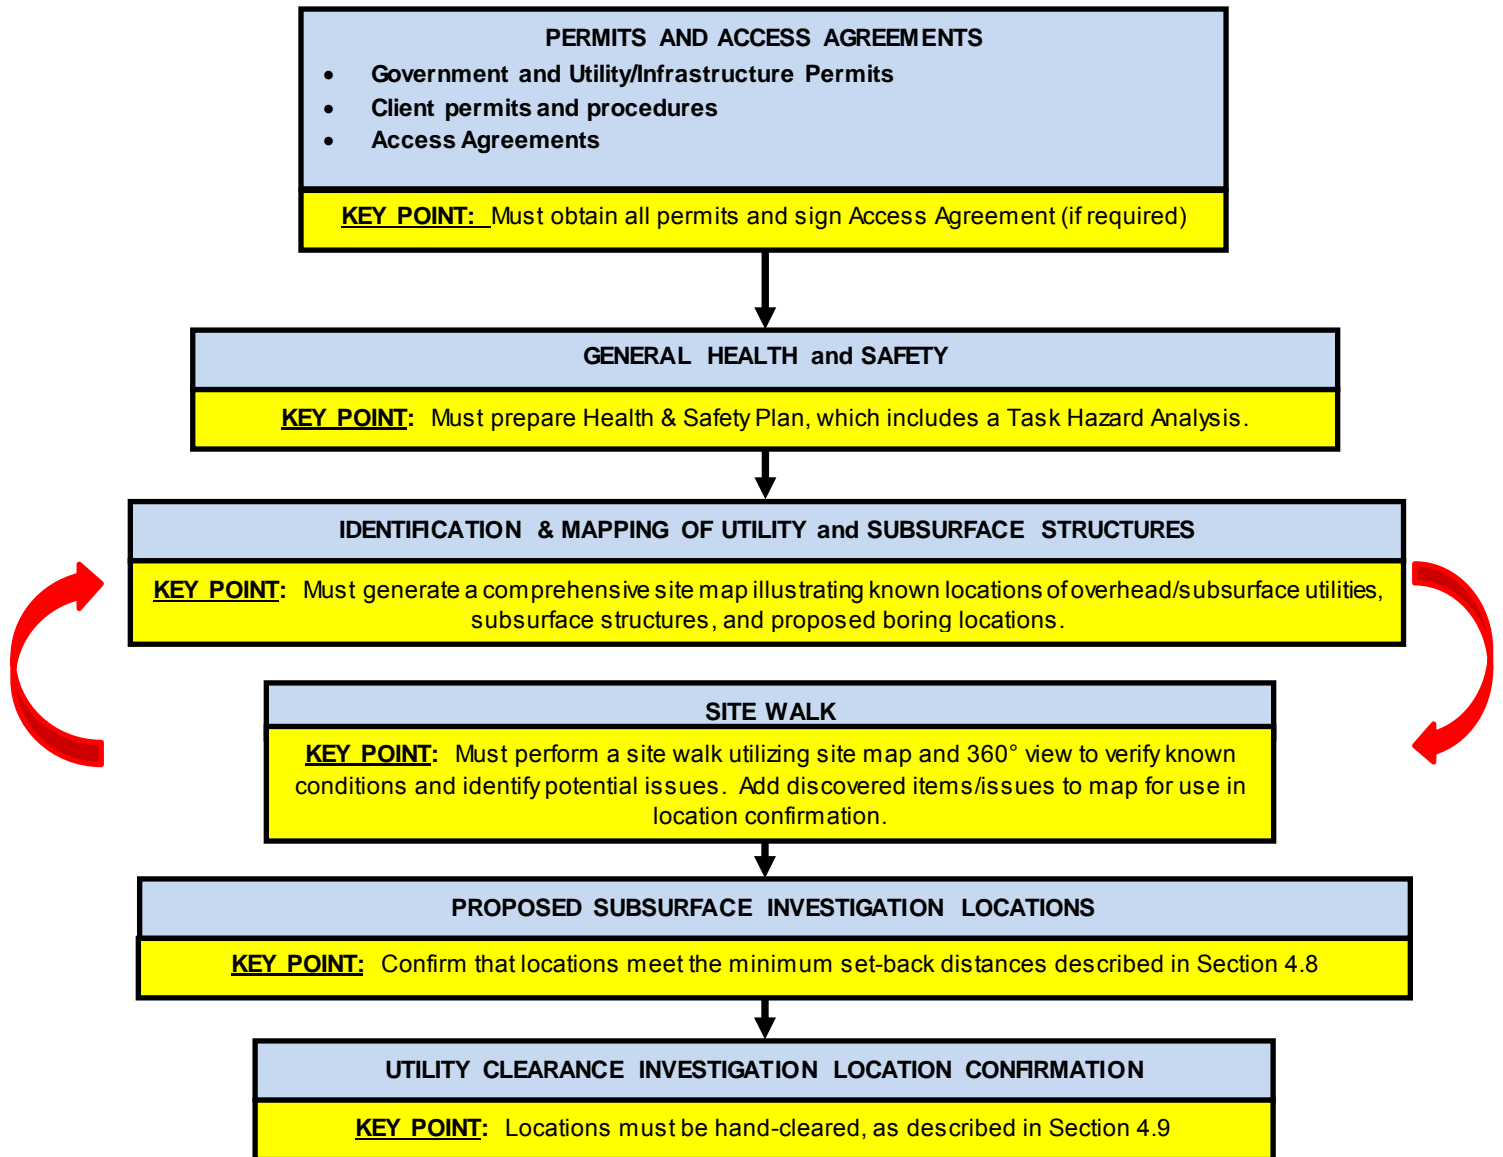 PERMITS AND ACCESS AGREEMENTS
• Government and Utility/Infrastructure Permits
• Client permits and procedures
• Access Agreements
KEY POINT: Must obtain all permits and sign Access Agreement (if required)
GENERAL HEALTH and SAFETY
KEY POINT: Must prepare Health & Safety Plan, which includes a Task Hazard Analysis.
IDENTIFICATION & MAPPING OF UTILITY and SUBSURFACE STRUCTURES
KEY POINT: Must generate a comprehensive site map illustrating known locations of overhead/subsurface utilities,
subsurface structures, and proposed boring locations.
SITE WALK
KEY POINT: Must perform a site walk utilizing site map and 360° view to verify known
conditions and identify potential issues. Add discovered items/issues to map for use in
location confirmation.
PROPOSED SUBSURFACE INVESTIGATION LOCATIONS
KEY POINT: Confirm that locations meet the minimum set-back distances described in Section 4.8
UTILITY CLEARANCE INVESTIGATION LOCATION CONFIRMATION
KEY POINT: Locations must be hand-cleared, as described in Section 4.9